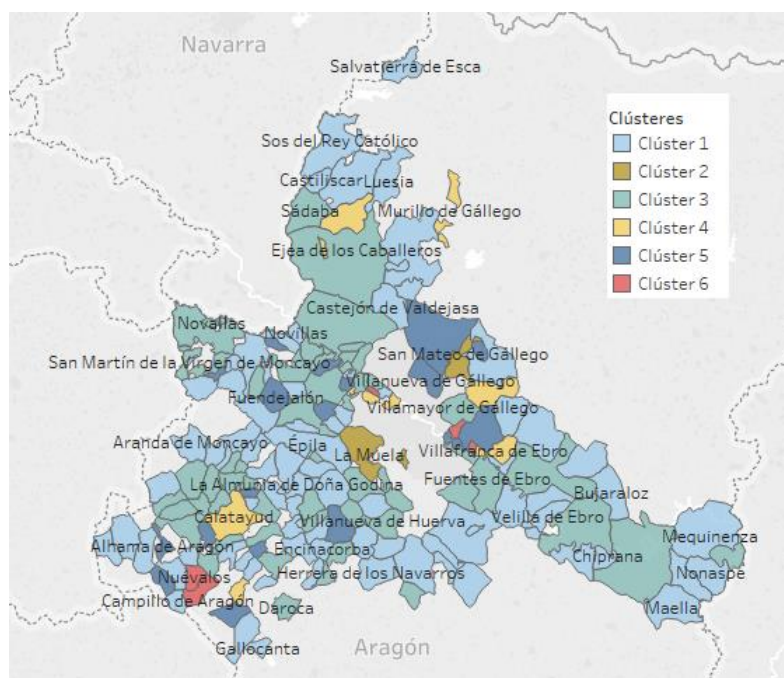 Navarra
Salvatierra de Esca
Clústeres
Clúster 1
Clúster 2
Clúster 3
Clúster 4
Clúster 5
Clúster 6
Sos del Rey Católico
Castiliscar
Luesia
Sádaba
Murillo de Gállego
Ejea de los Caballeros
Castejón de Valdejasa
Novallas
Novillas
San Mateo de Gállego
San Martín de la Virgen de Moncayo
Villanueva de Gállego
Fuendejalón
Villamayor de Gállego
Aranda de Moncayo
Épila
La Muela
Villafranca de Ebro
Fuentes de Ebro
La Almunia de Doña Godina
Bujaraloz
Calatayud
Villanueva de Huerva
Velilla de Ebro
Mequinenza
Alhama de Aragón
Encinacorba
Chiprana
Nuévalos
Herrera de los Navarros
Nonaspe
Campillo de Aragón
Daroca
Maella
Gallocanta
Aragón